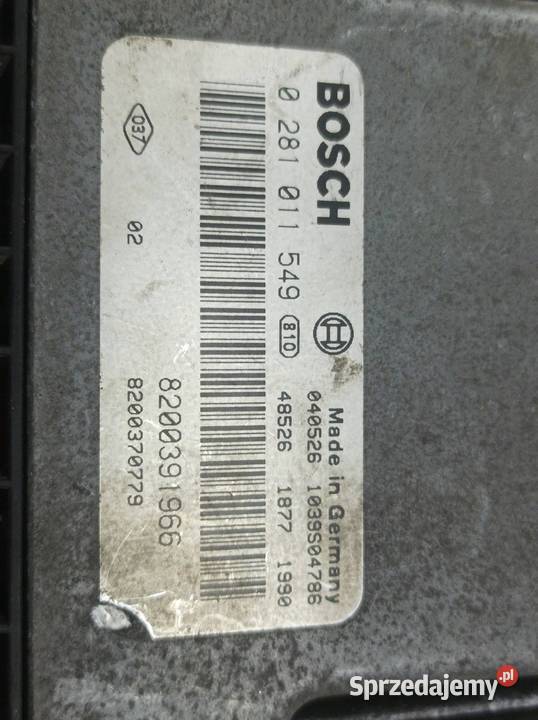 BOSCH
Made in Germany
040526 1039S04786
0 281 011 549 810
48526 1877 1990
8200391966
037 02
8200370779
Sprzedajemy.pl